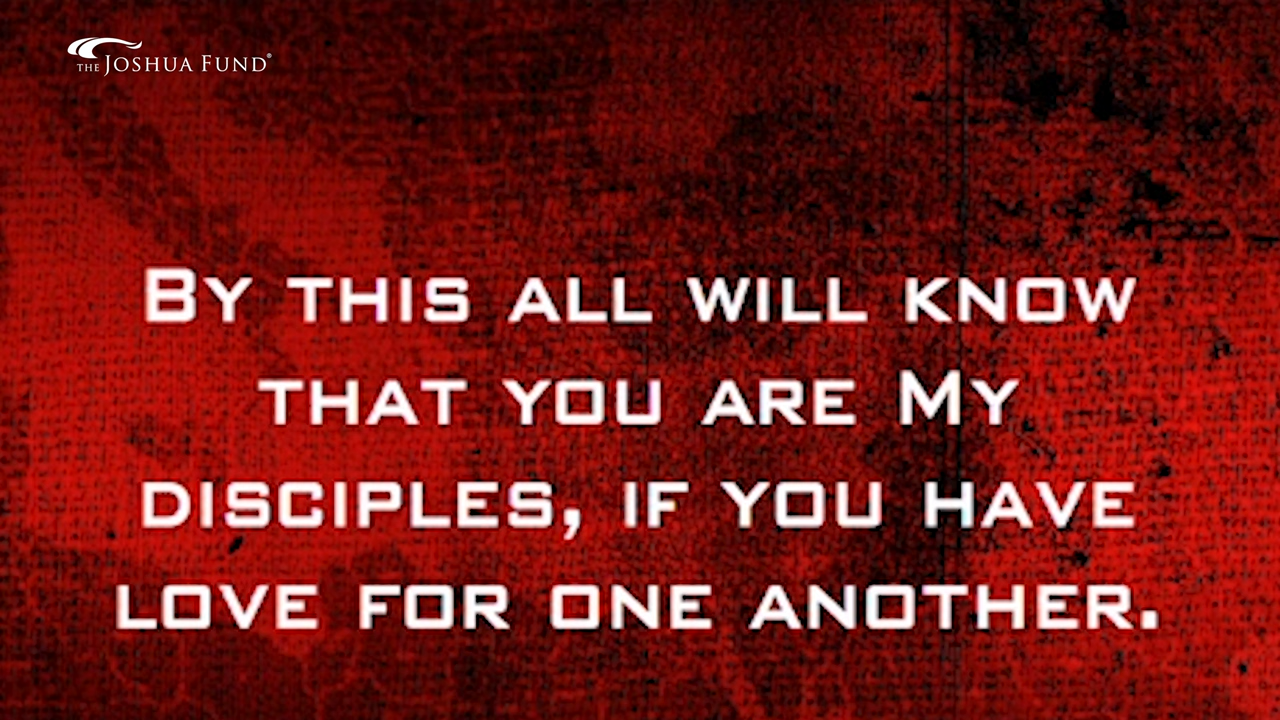 THE JOSHUA FUND®
BY THIS ALL WILL KNOW
THAT YOU ARE MY
DISCIPLES, IF YOU HAVE
LOVE FOR ONE ANOTHER.